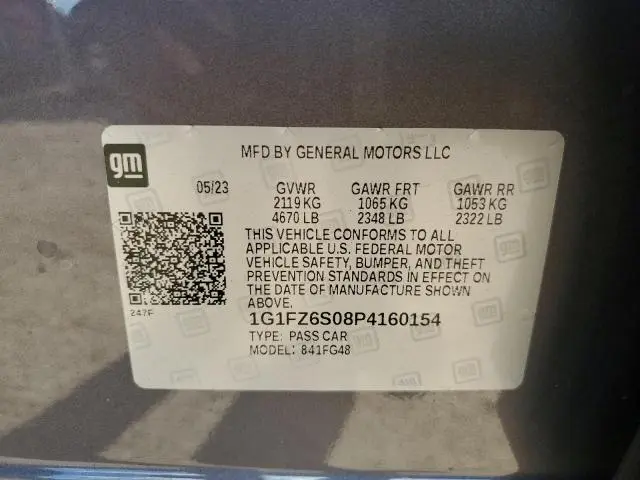 gm
MFD BY GENERAL MOTORS LLC
05/23 GVWR GAWR FRT GAWR RR
2119 KG 1065 KG 1053 KG
4670 LB 2348 LB 2322 LB
THIS VEHICLE CONFORMS TO ALL
APPLICABLE U.S. FEDERAL MOTOR
VEHICLE SAFETY, BUMPER, AND THEFT
PREVENTION STANDARDS IN EFFECT ON
THE DATE OF MANUFACTURE SHOWN
ABOVE.
247F
1G1FZ6S08P4160154
TYPE: PASS CAR
MODEL: 841FG48